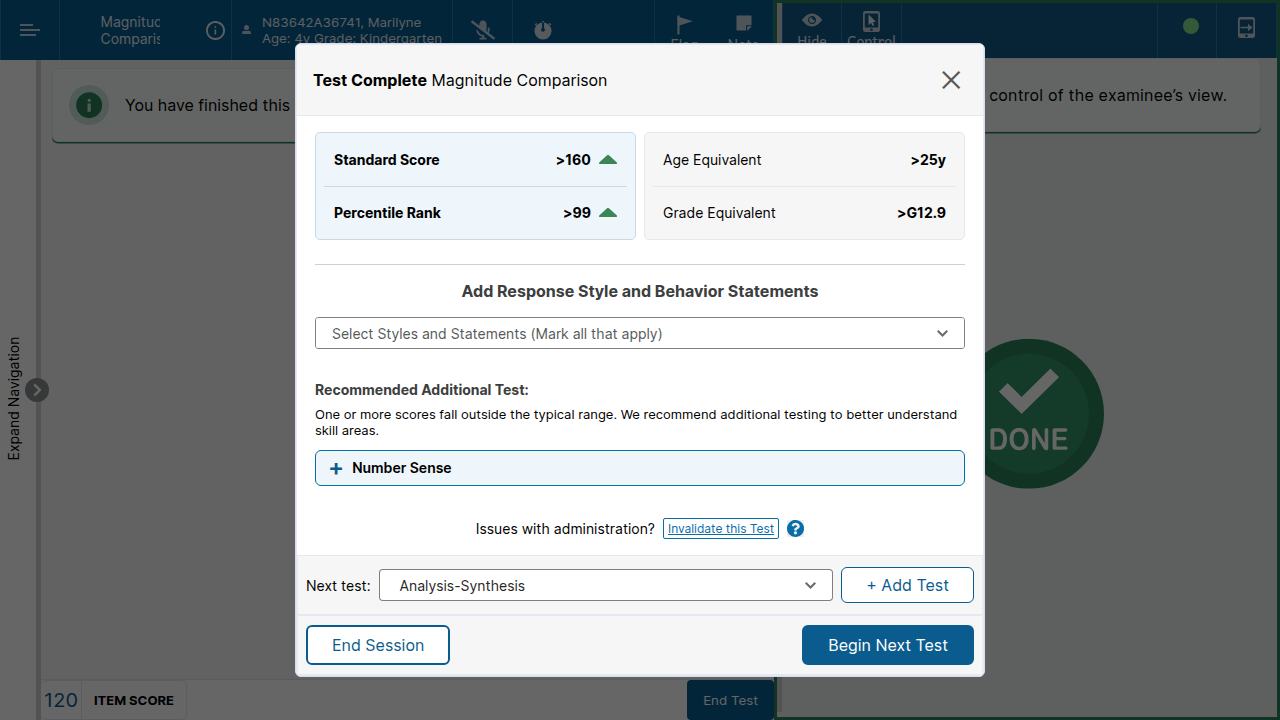 Magnitud
Comparis
N83642A36741, Marilyne
Age: 4y Grade: Kindergarten
Flag
Note
Hide
Control
Test Complete Magnitude Comparison
You have finished this
control of the examinee’s view.
Standard Score >160
Percentile Rank >99
Age Equivalent >25y
Grade Equivalent >G12.9
Add Response Style and Behavior Statements
Select Styles and Statements (Mark all that apply)
Recommended Additional Test:
One or more scores fall outside the typical range. We recommend additional testing to better understand
skill areas.
+ Number Sense
Issues with administration? Invalidate this Test ?
Expand Navigation
DONE
Next test: Analysis-Synthesis + Add Test
End Session Begin Next Test
120 ITEM SCORE End Test